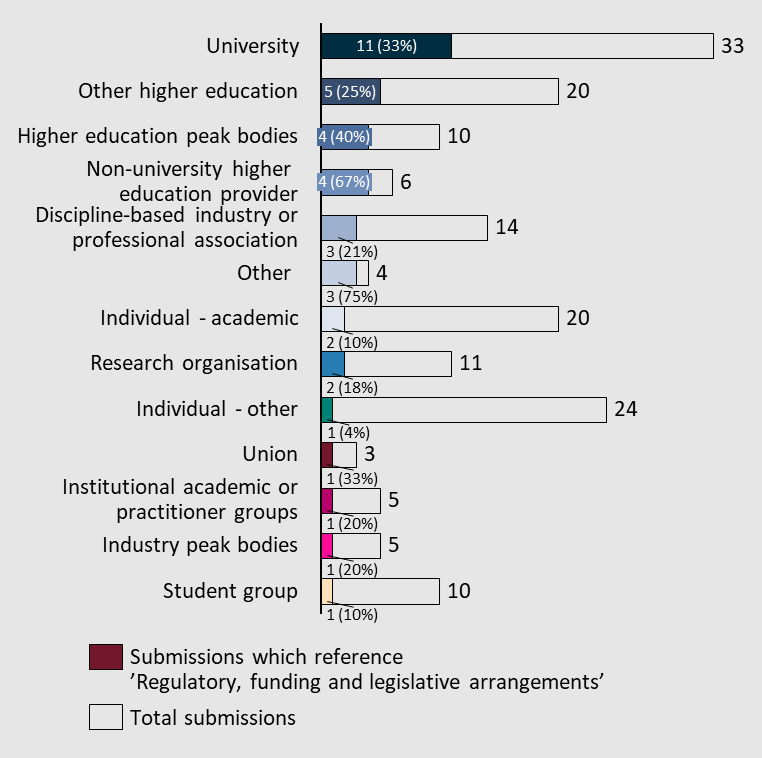 University
11 (33%)
33
Other higher education
5 (25%)
20
Higher education peak bodies
4 (40%)
10
Non-university higher
education provider
4 (67%)
6
Discipline-based industry or
professional association
14
3 (21%)
Other
4
3 (75%)
Individual - academic
20
2 (10%)
Research organisation
11
2 (18%)
Individual - other
24
1 (4%)
Union
3
1 (33%)
Institutional academic or
practitioner groups
5
1 (20%)
Industry peak bodies
5
1 (20%)
Student group
10
1 (10%)
Submissions which reference
’Regulatory, funding and legislative arrangements’
Total submissions